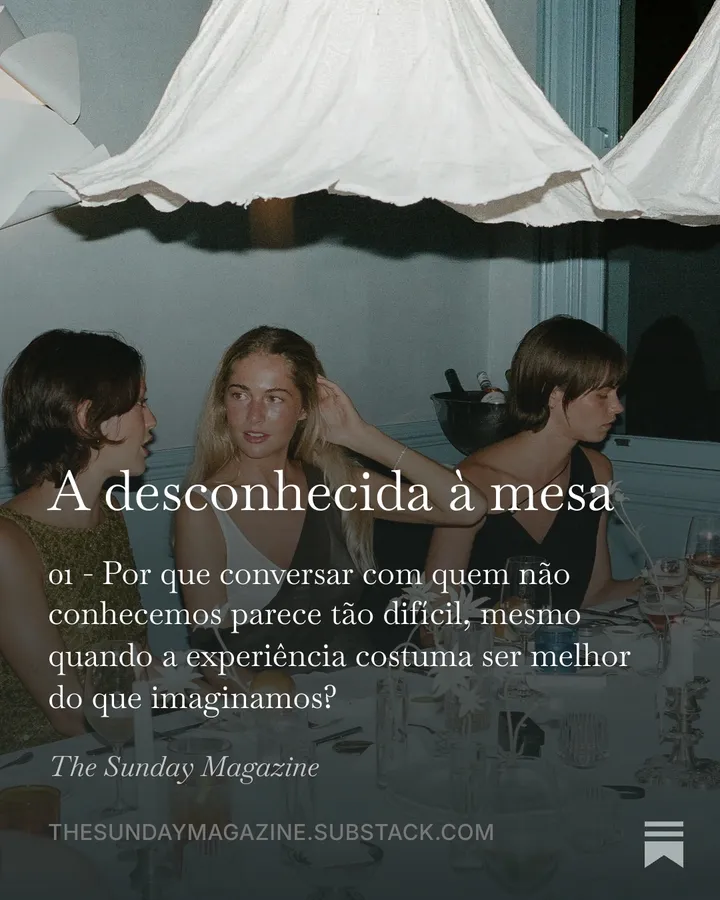 A desconhecida à mesa
01 - Por que conversar com quem não
conhecemos parece tão difícil, mesmo
quando a experiência costuma ser melhor
do que imaginamos?
The Sunday Magazine
THESUNDAYMAGAZINE.SUBSTACK.COM